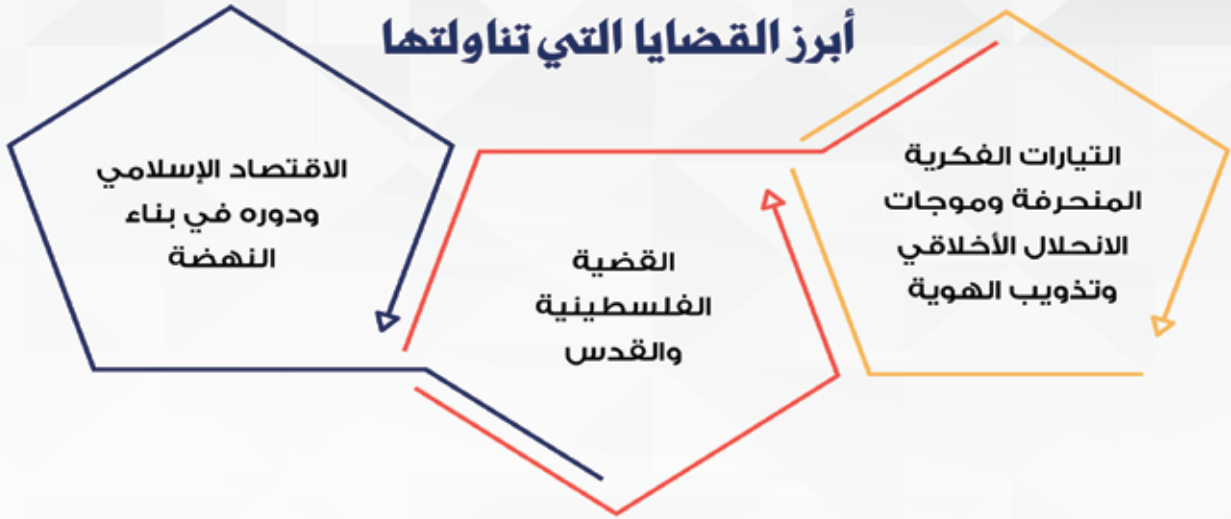 أبرز القضايا التي تناولتها
التيارات الفكرية
المنحرفة وموجات
الانحلال الأخلاقي
وتذويب الهوية
القضية
الفلسطينية
والقدس
الاقتصاد الإسلامي
ودوره في بناء
النهضة